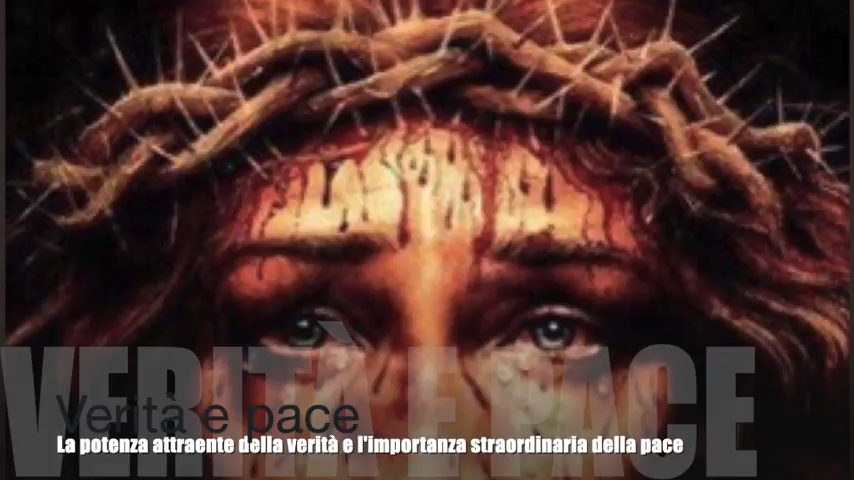 VERITÀ E PACE
Verità e pace
La potenza attraente della verità e l'importanza straordinaria della pace